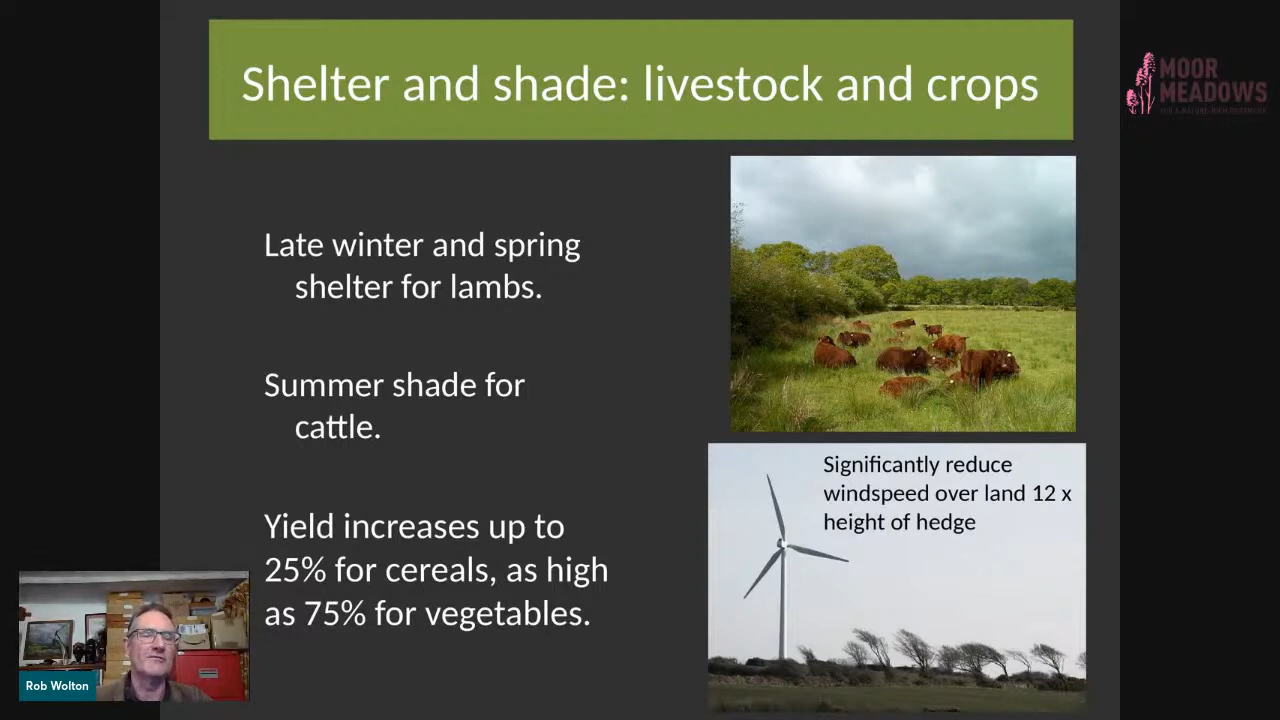 Shelter and shade: livestock and crops
MOOR
MEADOWS
Late winter and spring
shelter for lambs.
Summer shade for
cattle.
Yield increases up to
25% for cereals, as high
as 75% for vegetables.
Significantly reduce
windspeed over land 12 x
height of hedge
Rob Wolton